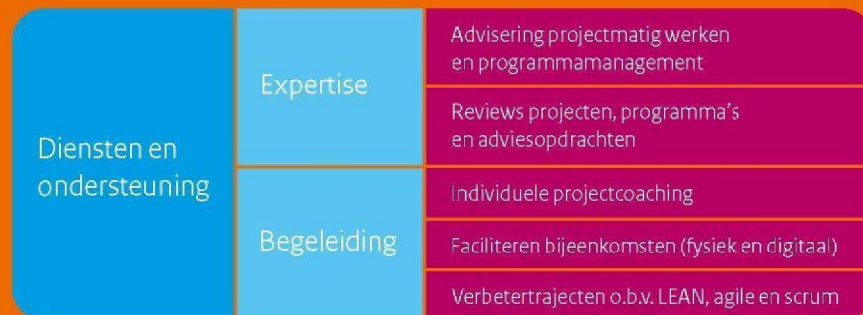 Diensten en
ondersteuning
Expertise
Advisering projectmatig werken
en programmamanagement
Reviews projecten, programma's
en adviesopdrachten
Begeleiding
Individuele projectcoaching
Faciliteren bijeenkomsten (fysiek en digitaal)
Verbetertrajecten o.b.v. LEAN, agile en scrum